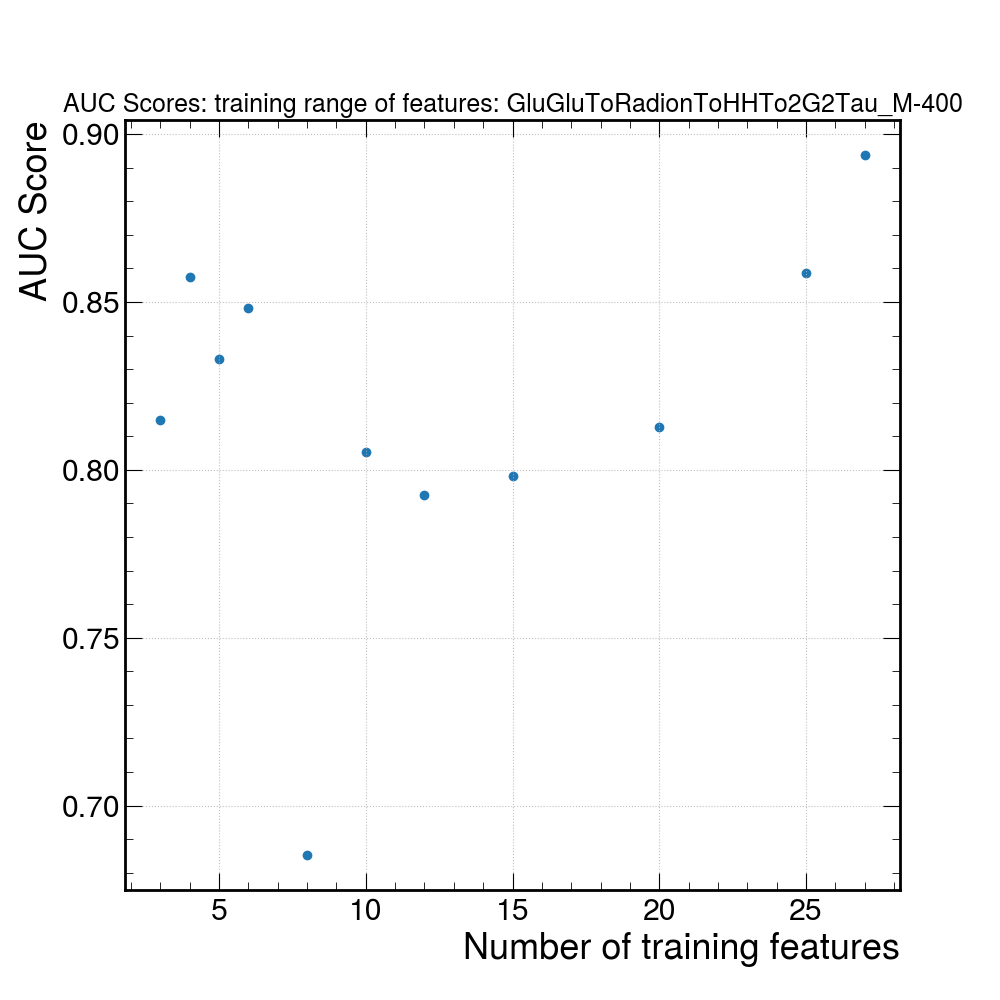 AUC Scores: training range of features: GluGluToRadionToHHTo2G2Tau_M-400
AUC Score
0.90
0.85
0.80
0.75
0.70
5 10 15 20 25
Number of training features